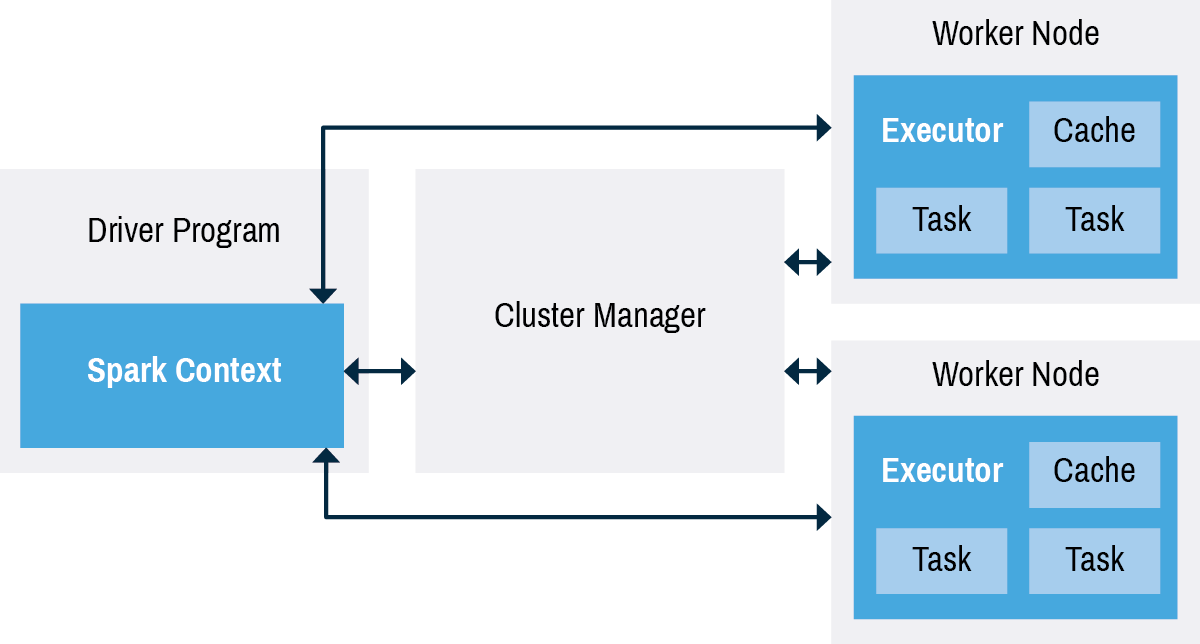 Driver Program
Spark Context
Cluster Manager
Worker Node
Executor
Cache
Task
Task
Worker Node
Executor
Cache
Task
Task